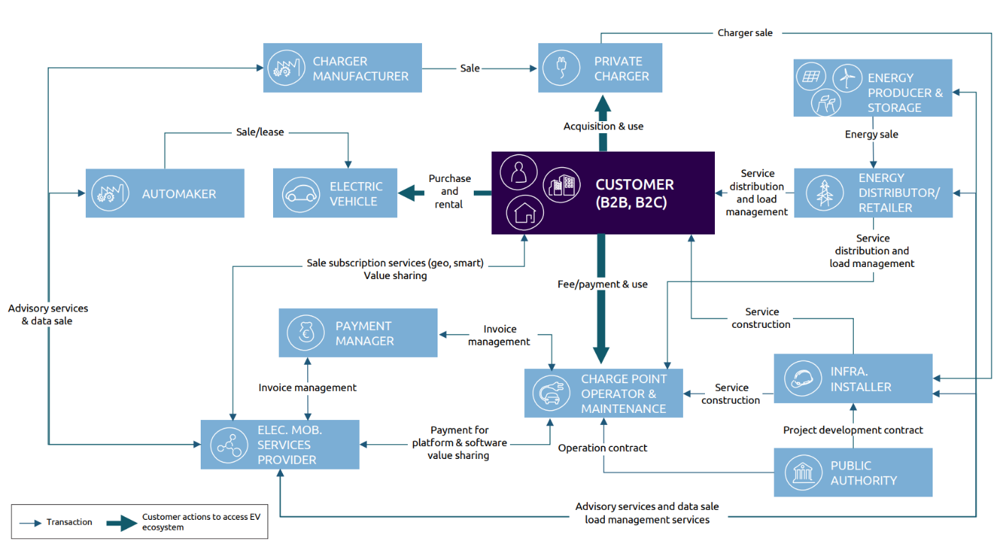 Charger sale
CHARGER
MANUFACTURER
Sale
PRIVATE
CHARGER
ENERGY
PRODUCER &
STORAGE
Acquisition & use
Sale/lease
Energy sale
AUTOMAKER
ELECTRIC
VEHICLE
Purchase
and
rental
CUSTOMER
(B2B, B2C)
Service
distribution
and load
management
ENERGY
DISTRIBUTOR/
RETAILER
Service
distribution and
load management
Sale subscription services (geo, smart)
Value sharing
Fee/payment & use
Advisory services
& data sale
PAYMENT
MANAGER
€
Invoice
management
Service
construction
Invoice management
CHARGE POINT
OPERATOR &
MAINTENANCE
Service
construction
INFRA.
INSTALLER
ELEC. MOB.
SERVICES
PROVIDER
Payment for
platform & software
value sharing
Operation contract
Project development contract
PUBLIC
AUTHORITY
Advisory services and data sale
load management services
Transaction
Customer actions to access EV
ecosystem